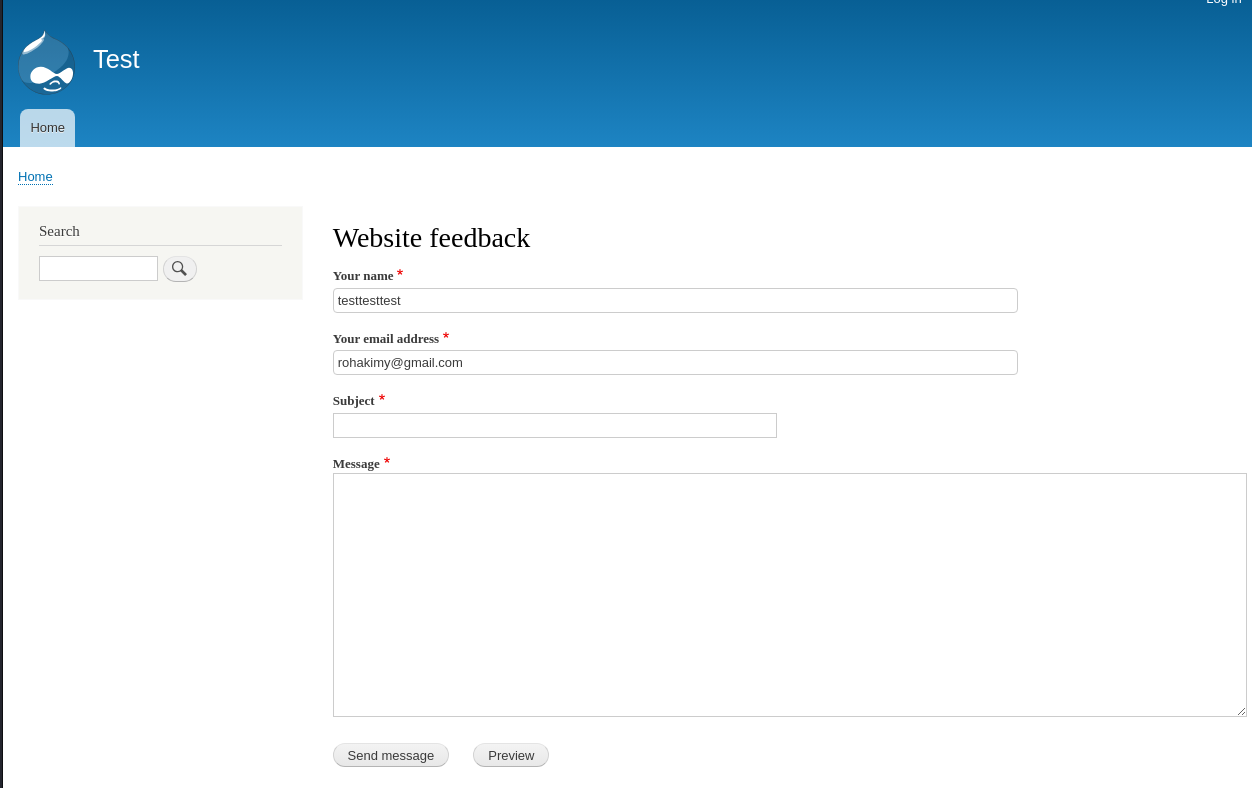 Log in
Test
Home
Home
Search
Website feedback
Your name *
testtesttest
Your email address *
rohakimy@gmail.com
Subject *
Message *
Send message Preview